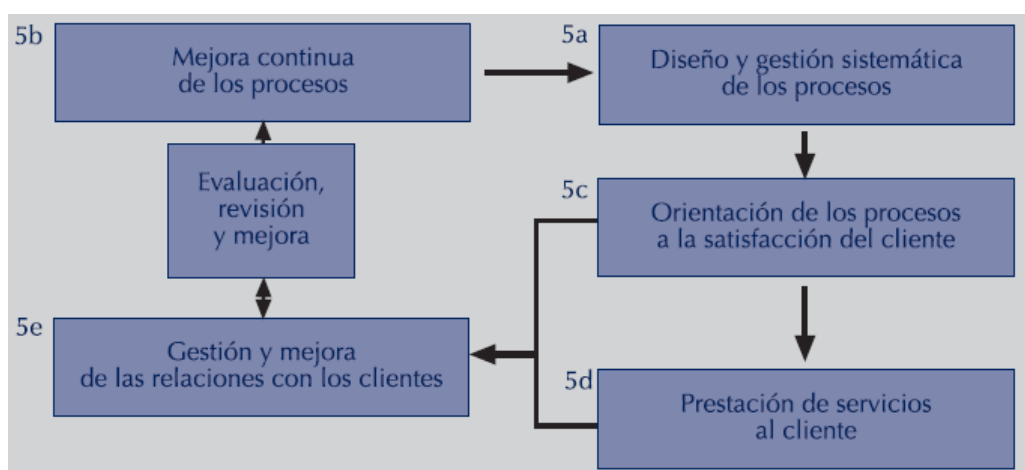 5b
Mejora continua
de los procesos
5a
Diseño y gestión sistemática
de los procesos
Evaluación,
revisión
y mejora
5c
Orientación de los procesos
a la satisfacción del cliente
5e
Gestión y mejora
de las relaciones con los clientes
5d
Prestación de servicios
al cliente